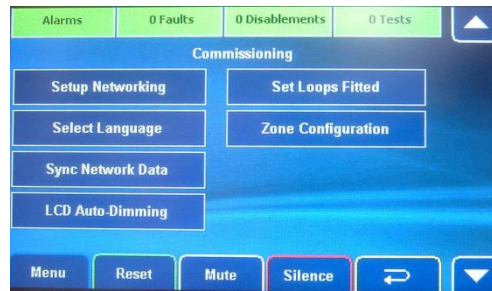 Alarms 0 Faults 0 Disablements 0 Tests
Commissioning
Setup Networking Set Loops Fitted
Select Language Zone Configuration
Sync Network Data
LCD Auto-Dimming
Menu Reset Mute Silence